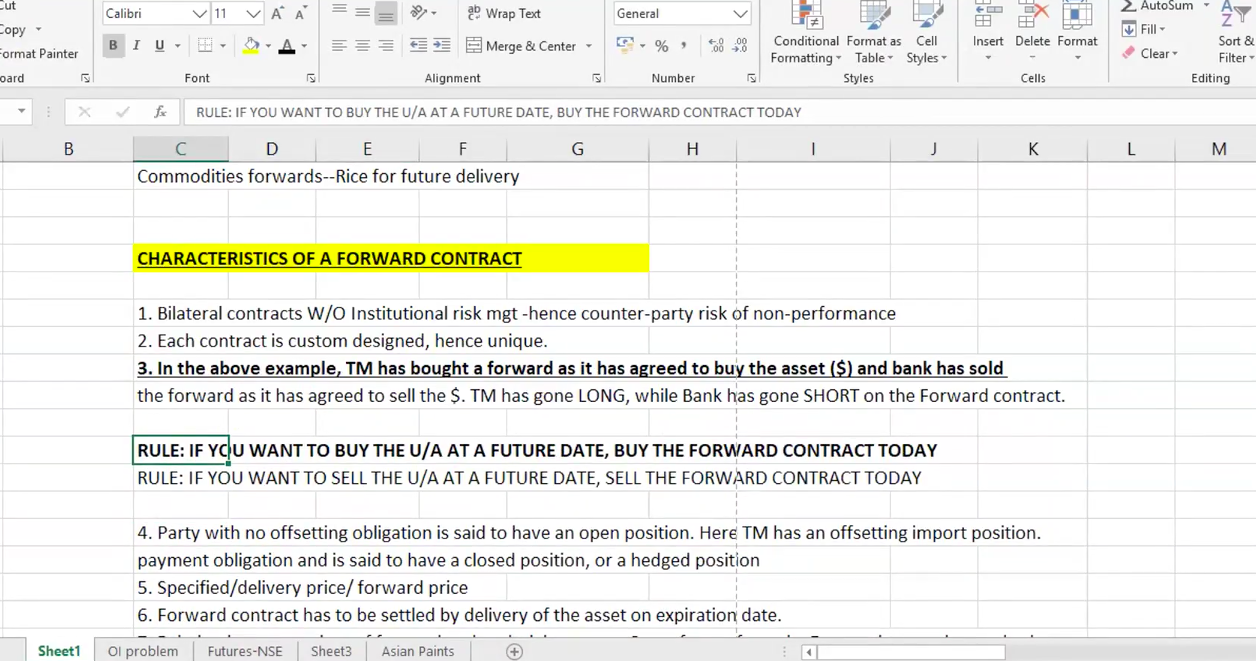 Cut
Calibri 11 A A Wrap Text General AutoSum
Copy Fill
Format Painter B I U A Merge & Center % , .00 .0 Conditional Formatting Format as Table Cell Styles Insert Delete Format Clear Sort & Filter
Font Alignment Number Styles Cells Editing
fx RULE: IF YOU WANT TO BUY THE U/A AT A FUTURE DATE, BUY THE FORWARD CONTRACT TODAY
B C D E F G H I J K L M
Commodities forwards--Rice for future delivery
CHARACTERISTICS OF A FORWARD CONTRACT
1. Bilateral contracts W/O Institutional risk mgt -hence counter-party risk of non-performance
2. Each contract is custom designed, hence unique.
3. In the above example, TM has bought a forward as it has agreed to buy the asset ($) and bank has sold
the forward as it has agreed to sell the $. TM has gone LONG, while Bank has gone SHORT on the Forward contract.
RULE: IF YOU WANT TO BUY THE U/A AT A FUTURE DATE, BUY THE FORWARD CONTRACT TODAY
RULE: IF YOU WANT TO SELL THE U/A AT A FUTURE DATE, SELL THE FORWARD CONTRACT TODAY
4. Party with no offsetting obligation is said to have an open position. Here TM has an offsetting import position.
payment obligation and is said to have a closed position, or a hedged position
5. Specified/delivery price/ forward price
6. Forward contract has to be settled by delivery of the asset on expiration date.
Sheet1 OI problem Futures-NSE Sheet3 Asian Paints